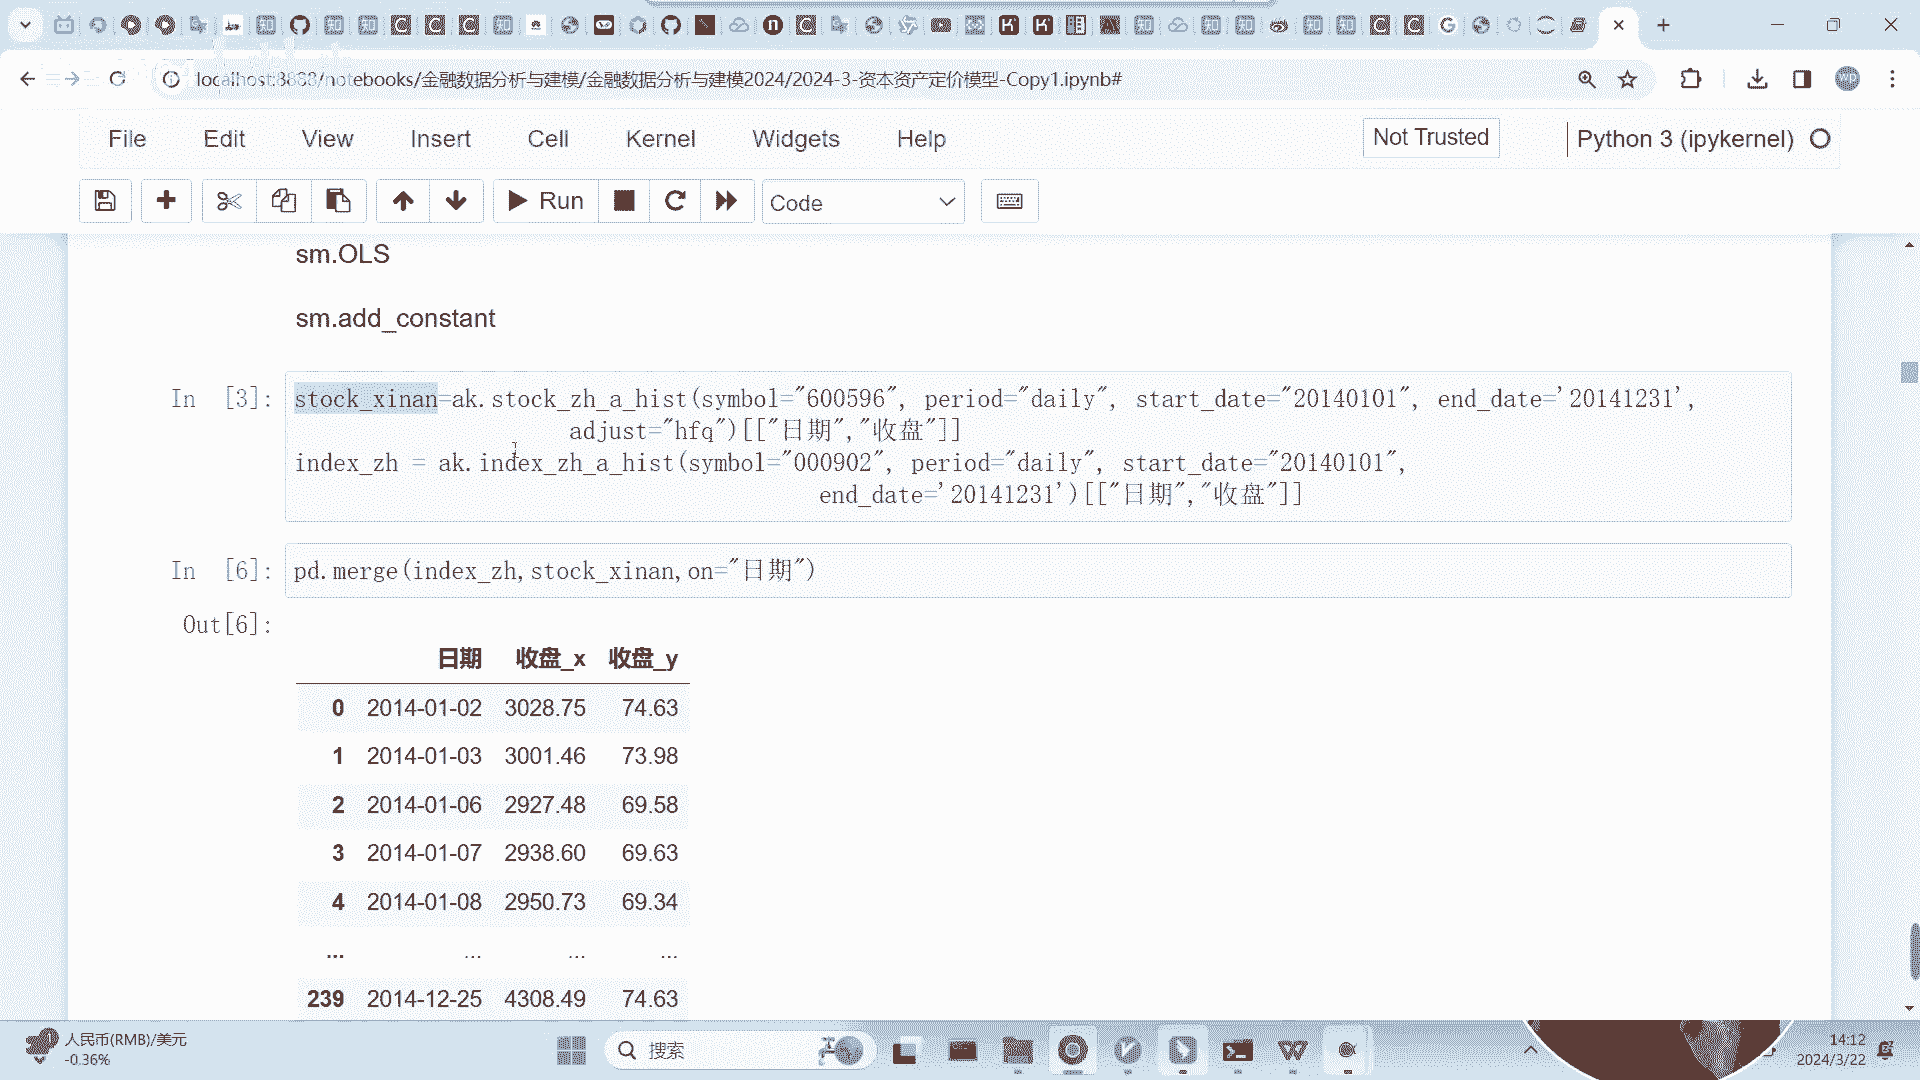 localhost:8888/notebooks/金融数据分析与建模/金融数据分析与建模2024/2024-3-资本资产定价模型-Copy1.ipynb#
File Edit View Insert Cell Kernel Widgets Help Not Trusted Python 3 (ipykernel)
Run Code
sm.OLS
sm.add_constant
In [3]: stock_xinan=ak.stock_zh_a_hist(symbol="600596", period="daily", start_date="20140101", end_date='20141231',
adjust="hfq")[["日期","收盘"]]
index_zh = ak.index_zh_a_hist(symbol="000902", period="daily", start_date="20140101",
end_date='20141231')[["日期","收盘"]]
In [6]: pd.merge(index_zh,stock_xinan,on="日期")
Out[6]:
日期 收盘_x 收盘_y
0 2014-01-02 3028.75 74.63
1 2014-01-03 3001.46 73.98
2 2014-01-06 2927.48 69.58
3 2014-01-07 2938.60 69.63
4 2014-01-08 2950.73 69.34
... ... ... ...
239 2014-12-25 4308.49 74.63
人民币(RMB)/美元
-0.36%
搜索
14:12
2024/3/22